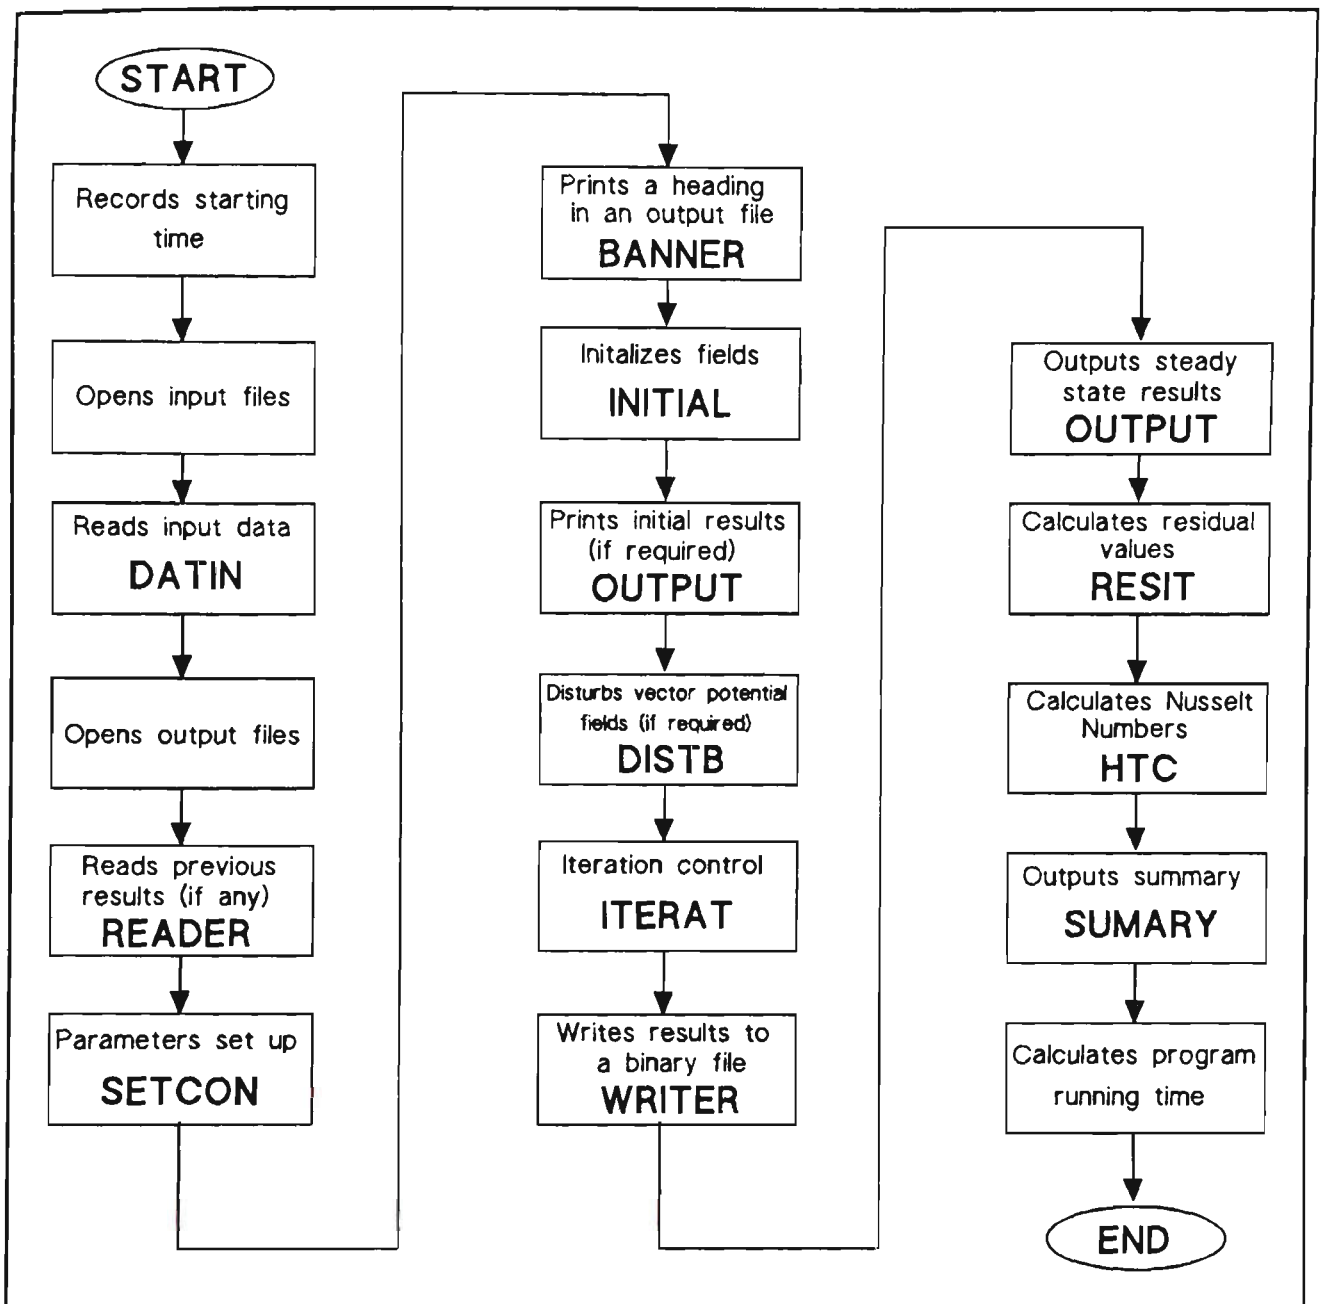 START
Records starting
time
Opens input files
Reads input data
DATIN
Opens output files
Reads previous
results (if any)
READER
Parameters set up
SETCON
Prints a heading
in an output file
BANNER
Initalizes fields
INITIAL
Prints initial results
(if required)
OUTPUT
Disturbs vector potential
fields (if required)
DISTB
Iteration control
ITERAT
Writes results to
a binary file
WRITER
Outputs steady
state results
OUTPUT
Calculates residual
values
RESIT
Calculates Nusselt
Numbers
HTC
Outputs summary
SUMARY
Calculates program
running time
END